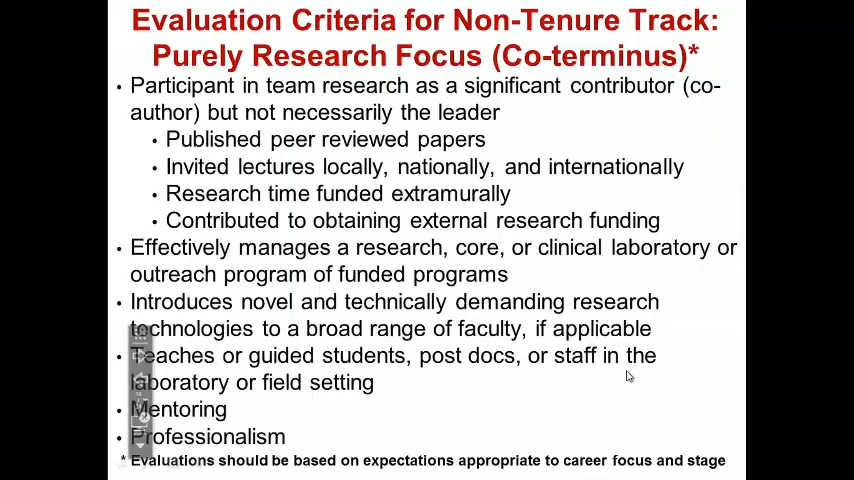 Evaluation Criteria for Non-Tenure Track:
Purely Research Focus (Co-terminus)*
• Participant in team research as a significant contributor (co-
author) but not necessarily the leader
• Published peer reviewed papers
• Invited lectures locally, nationally, and internationally
• Research time funded extramurally
• Contributed to obtaining external research funding
• Effectively manages a research, core, or clinical laboratory or
outreach program of funded programs
• Introduces novel and technically demanding research
technologies to a broad range of faculty, if applicable
• Teaches or guided students, post docs, or staff in the
laboratory or field setting
• Mentoring
• Professionalism
* Evaluations should be based on expectations appropriate to career focus and stage